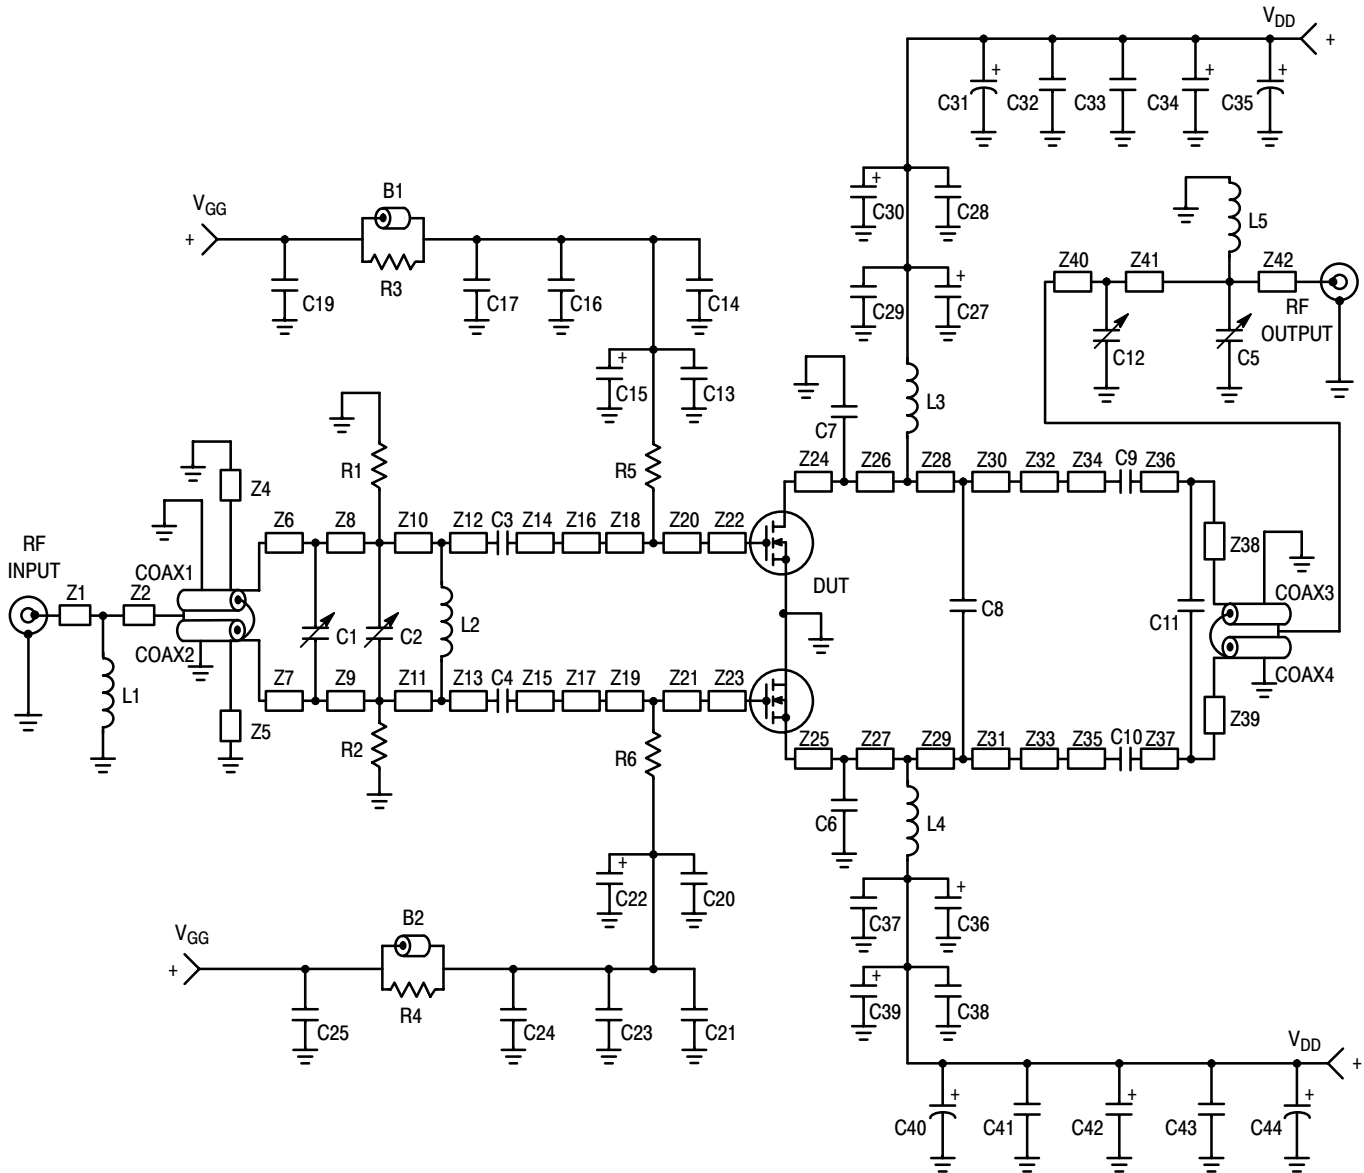 V_DD
+
+ + +
C31 C32 C33 C34 C35
+
C30 C28
B1
V_GG
+
L5
R3
+
C29 C27
Z40 Z41 Z42
C19 C17 C16 C14
RF
OUTPUT
C12 C5
+
C15 C13
L3
C7
R1 R5
Z4
Z24 Z26 Z28 Z30 Z32 Z34 C9 Z36
Z6 Z8 Z10 Z12 C3 Z14 Z16 Z18 Z20 Z22
RF
INPUT
Z38
COAX1
DUT
Z1 Z2
COAX3
C1 C2 L2
C8 C11
COAX2
COAX4
L1
Z7 Z9 Z11 Z13 C4 Z15 Z17 Z19 Z21 Z23
Z5
Z39
R2 R6
Z25 Z27 Z29 Z31 Z33 Z35 C10 Z37
C6 L4
+
C22 C20
+
C37 C36
B2
V_GG
+
R4
+
C39 C38
C25 C24 C23 C21
V_DD
+
+ + +
C40 C41 C42 C43 C44